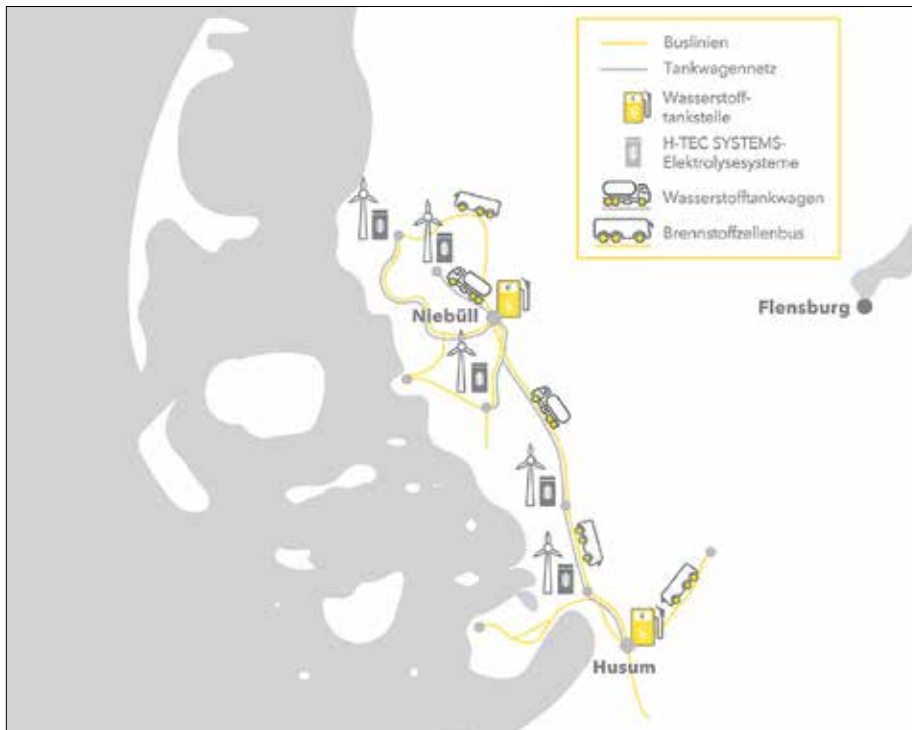 Buslinien
Tankwagennetz
Wasserstoff-
tankstelle
H-TEC SYSTEMS-
Elektrolysesysteme
Wasserstofftankwagen
Brennstoffzellenbus
Flensburg
Niebüll
Husum